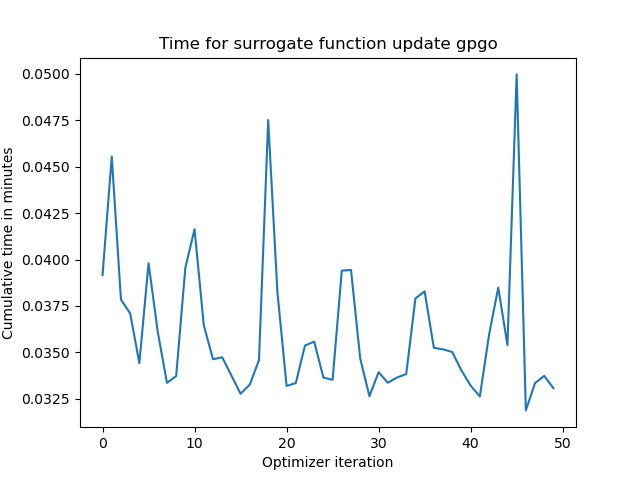 Time for surrogate function update gpgo
Cumulative time in minutes
0.0500
0.0475
0.0450
0.0425
0.0400
0.0375
0.0350
0.0325
0 10 20 30 40 50
Optimizer iteration